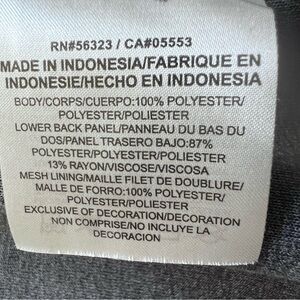 RN#56323 / CA#05553
MADE IN INDONESIA/FABRIQUE EN
INDONESIE/HECHO EN INDONESIA
BODY/CORPS/CUERPO:100% POLYESTER/
POLYESTER/POLIESTER
LOWER BACK PANEL/PANNEAU DU BAS DU
DOS/PANEL TRASERO BAJO:87%
POLYESTER/POLYESTER/POLIESTER
13% RAYON/VISCOSE/VISCOSA
MESH LINING/MAILLE FILET DE DOUBLURE/
MALLE DE FORRO:100% POLYESTER/
POLYESTER/POLIESTER
EXCLUSIVE OF DECORATION/DECORATION
NON COMPRISE/NO INCLUYE LA
DECORACION